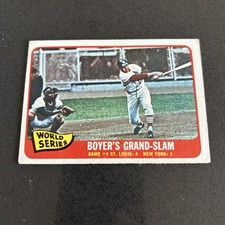 WORLD
SERIES
BOYER'S GRAND-SLAM
GAME #4 ST. LOUIS: 4 NEW YORK: 3